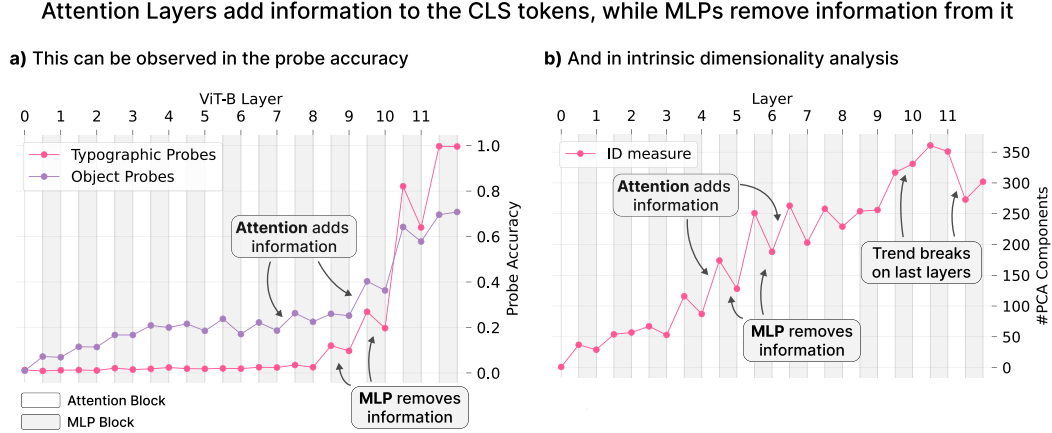 Attention Layers add information to the CLS tokens, while MLPs remove information from it
a) This can be observed in the probe accuracy
ViT-B Layer
0 1 2 3 4 5 6 7 8 9 10 11
Typographic Probes
Object Probes
Attention adds
information
MLP removes
information
1.0
0.8
0.6
0.4
0.2
0.0
Probe Accuracy
Attention Block
MLP Block
b) And in intrinsic dimensionality analysis
Layer
0 1 2 3 4 5 6 7 8 9 10 11
ID measure
Attention adds
information
Trend breaks
on last layers
MLP removes
information
350
300
250
200
150
100
50
0
#PCA Components